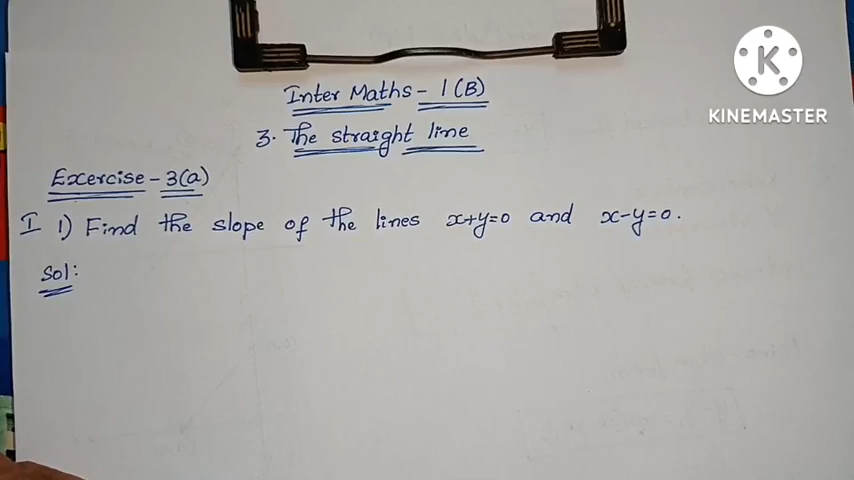 Inter Maths - 1(B)
3. The straight line
Exercise - 3(a)
I 1) Find the slope of the lines x+y=0 and x-y=0.
Sol:
K
KINEMASTER